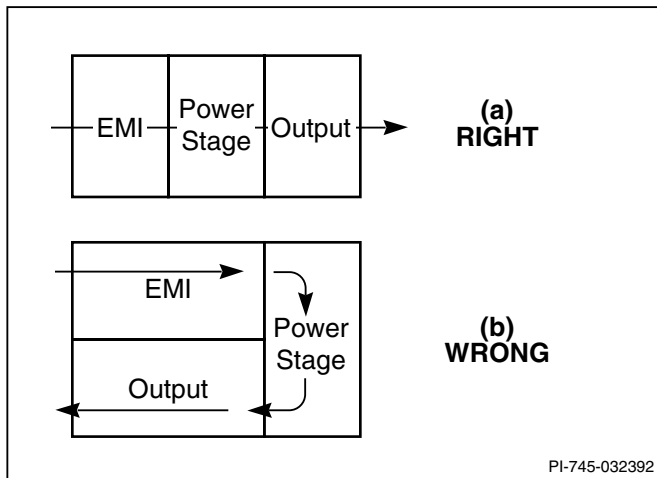 EMI
Power
Stage
Output
(a)
RIGHT
EMI
Power
Stage
Output
(b)
WRONG
PI-745-032392